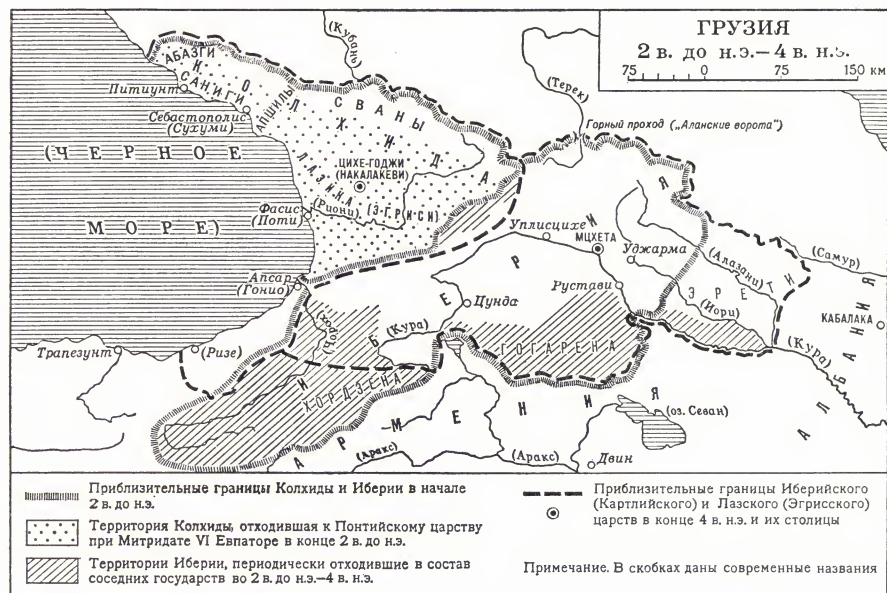 ГРУЗИЯ
2 в. до н.э.—4 в. н.э.
75 0 75 150 км
(Кубань)
(Терек)
Горный проход („Аланские ворота")
АБАЗГИ
САНИГИ
АПШИЛЫ
СВАНЫ
КОЛХИДА
ЛАЗИКА
(Э-ГР-И-СИ)
Питиунт
Себастополис
(Сухуми)
ЦИХЕ-ГОДЖИ
(НАКАЛАКЕВИ)
Фасис
(Поти)
(Риони)
(ЧЕРНОЕ
МОРЕ)
Апсар
(Гонио)
Трапезунт
(Ризе)
(Чорох)
Уплисцихе
МЦХЕТА
Уджарма
Рустави
Цунда
(Кура)
(Алазани)
(Иори)
ЭРЕТИ
(Самур)
КАБАЛАКА
(Кура)
ИБЕРИЯ
ГОГАРЕНА
ХОРДЗЕНА
АРМЕНИЯ
АЛБАНИЯ
(оз. Севан)
(Аракс)
(Аракс)
Двин
Приблизительные границы Колхиды и Иберии в начале
2 в. до н.э.
Территория Колхиды, отходившая к Понтийскому царству
при Митридате VI Евпаторе в конце 2 в. до н.э.
Территории Иберии, периодически отходившие в состав
соседних государств во 2 в. до н.э.—4 в. н.э.
Приблизительные границы Иберийского
(Картлийского) и Лазского (Эгрисского)
царств в конце 4 в. н.э. и их столицы
Примечание. В скобках даны современные названия